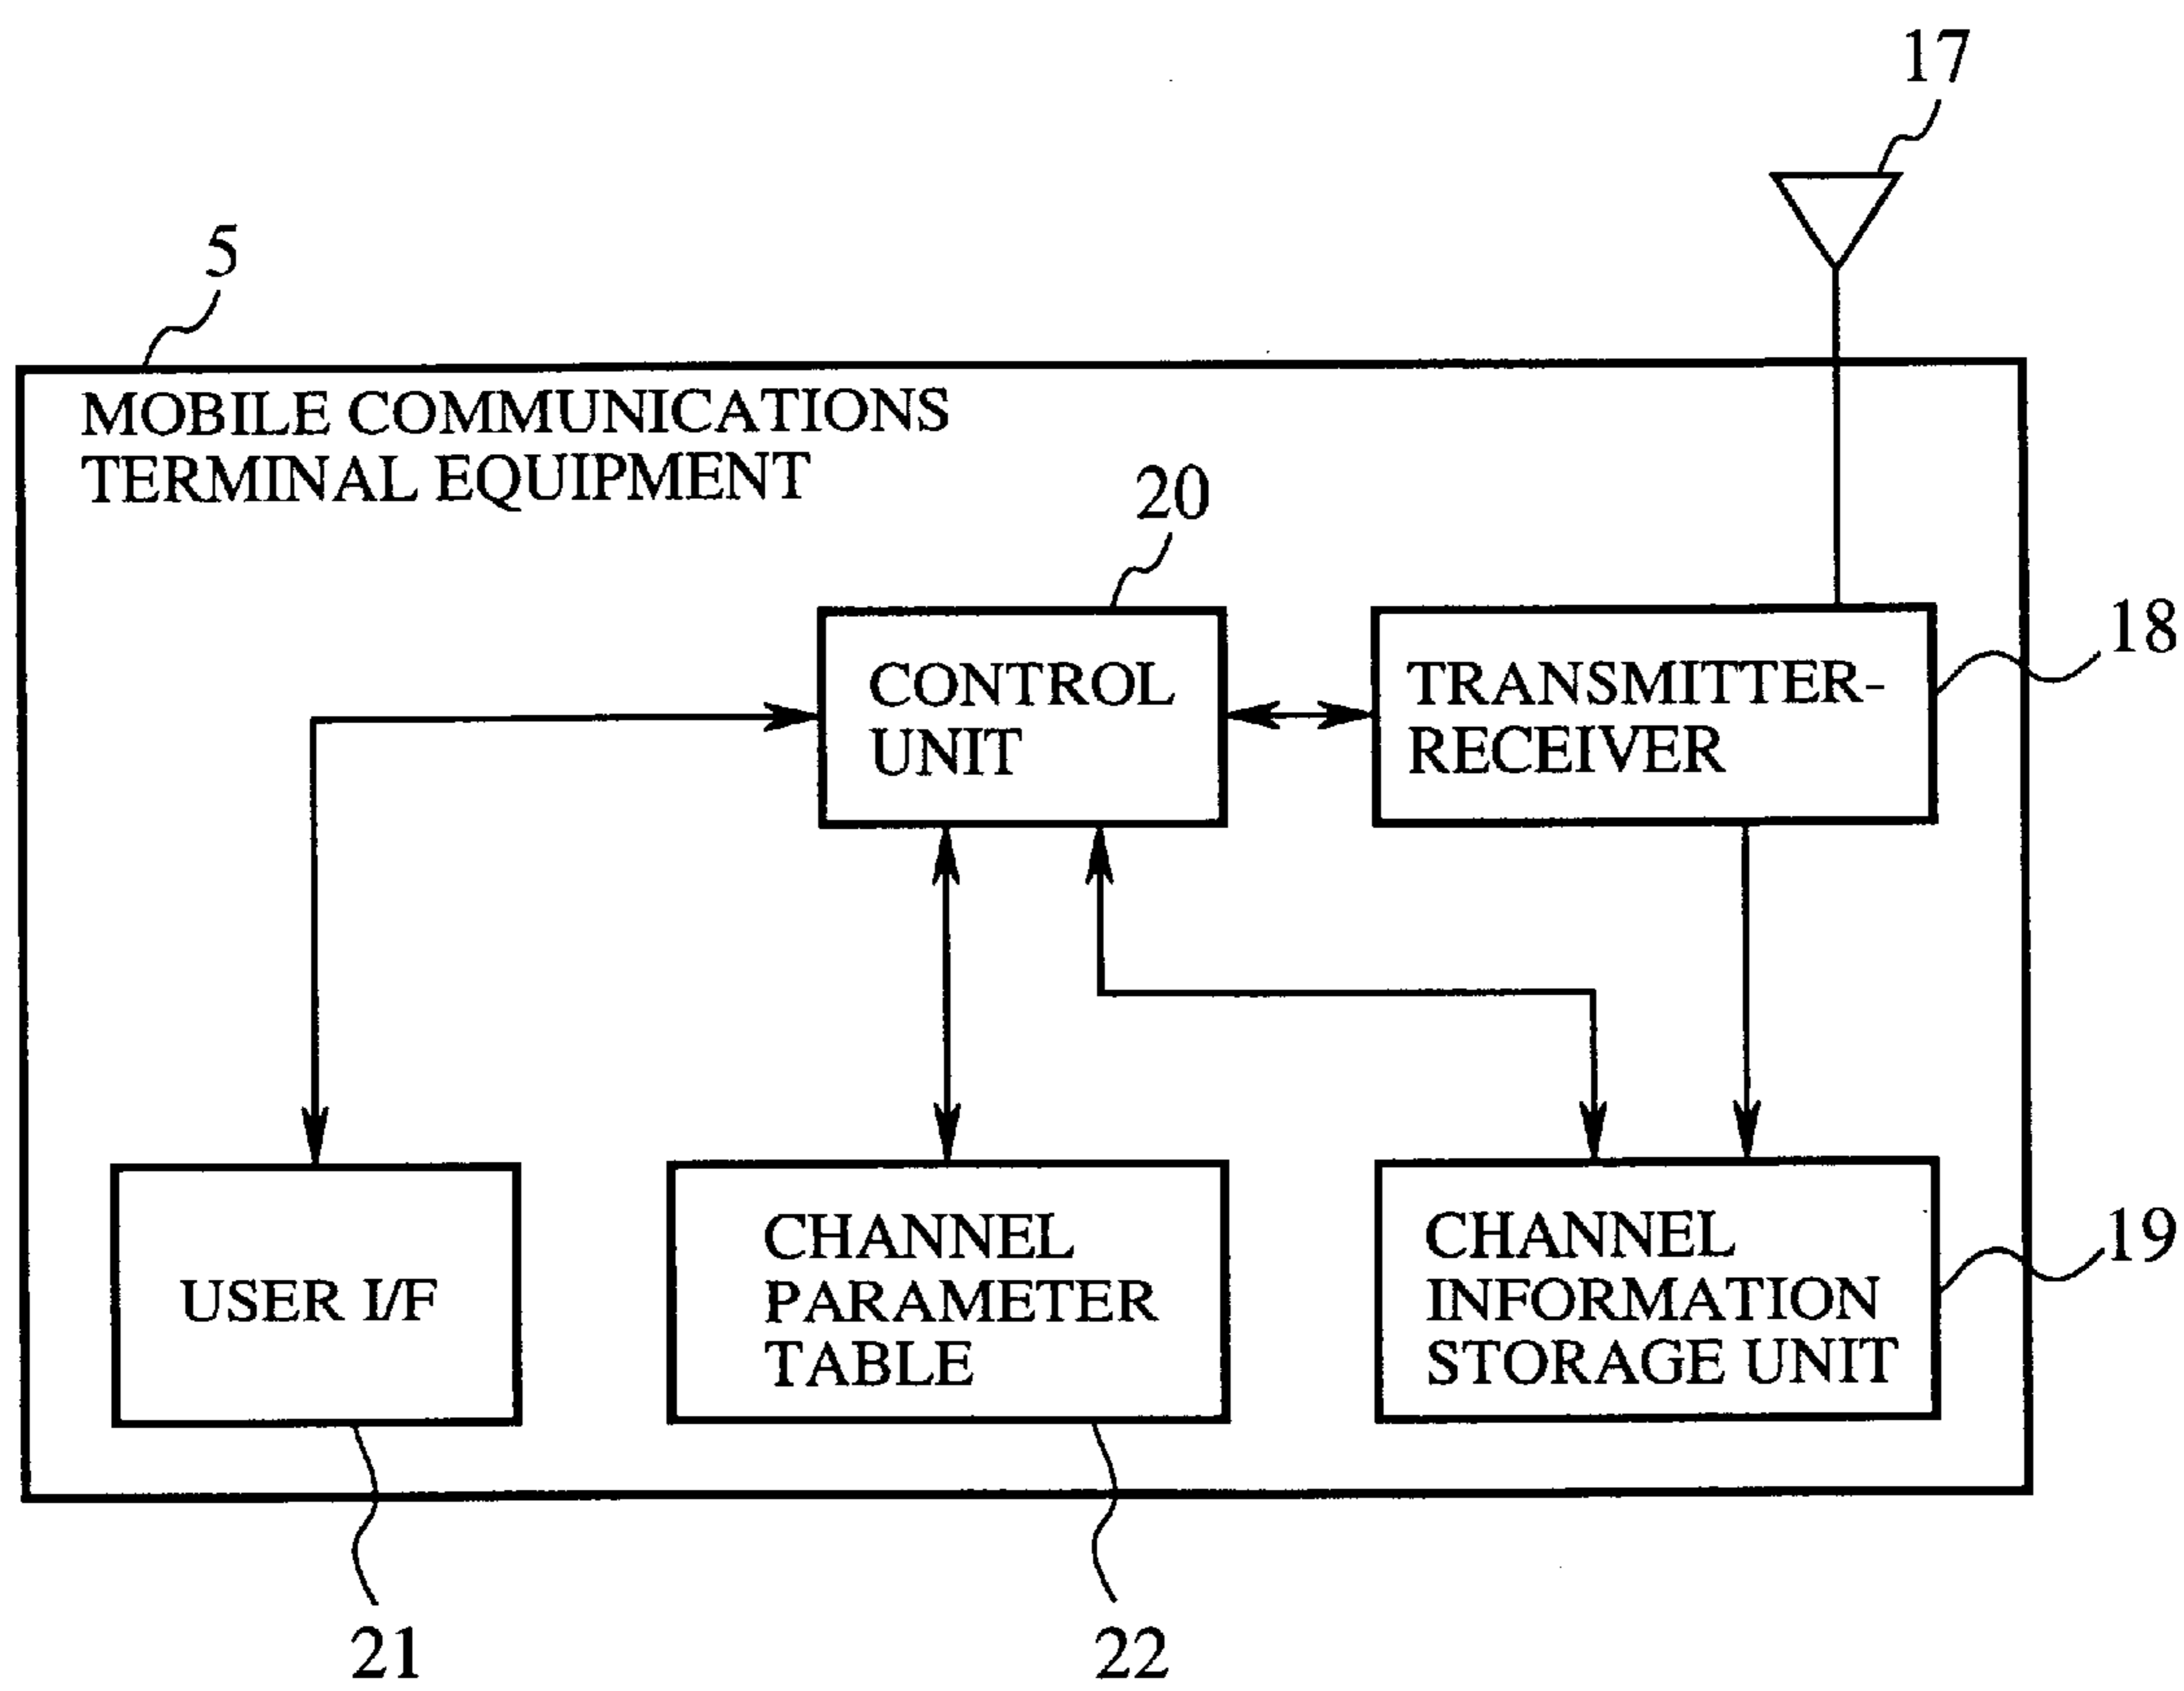 17
5
MOBILE COMMUNICATIONS
TERMINAL EQUIPMENT
20
CONTROL
UNIT
TRANSMITTER-
RECEIVER
18
USER I/F
CHANNEL
PARAMETER
TABLE
CHANNEL
INFORMATION
STORAGE UNIT
19
21
22